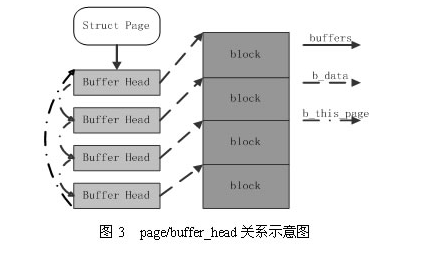 Struct Page
Buffer Head
Buffer Head
Buffer Head
Buffer Head
block
block
block
block
buffers
b_data
b_this_page
图 3 page/buffer_head 关系示意图